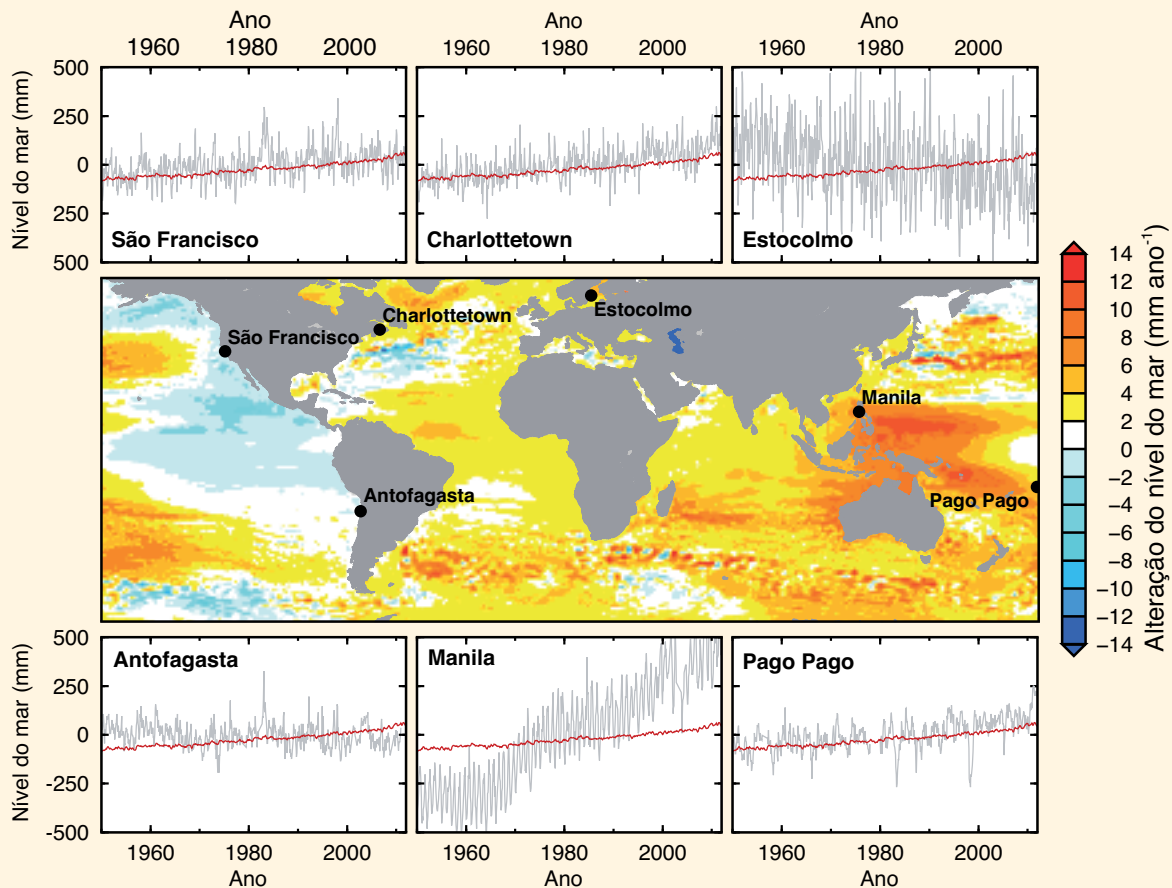 Ano Ano Ano
1960 1980 2000 1960 1980 2000 1960 1980 2000
Nível do mar (mm)
500
250
0
250
500
São Francisco
Charlottetown
Estocolmo
São Francisco
Charlottetown
Estocolmo
Manila
Antofagasta
Pago Pago
14
12
10
8
6
4
2
0
−2
−4
−6
−8
−10
−12
−14
Alteração do nível do mar (mm ano⁻¹)
Nível do mar (mm)
500
250
0
-250
-500
Antofagasta
Manila
Pago Pago
1960 1980 2000 1960 1980 2000 1960 1980 2000
Ano Ano Ano